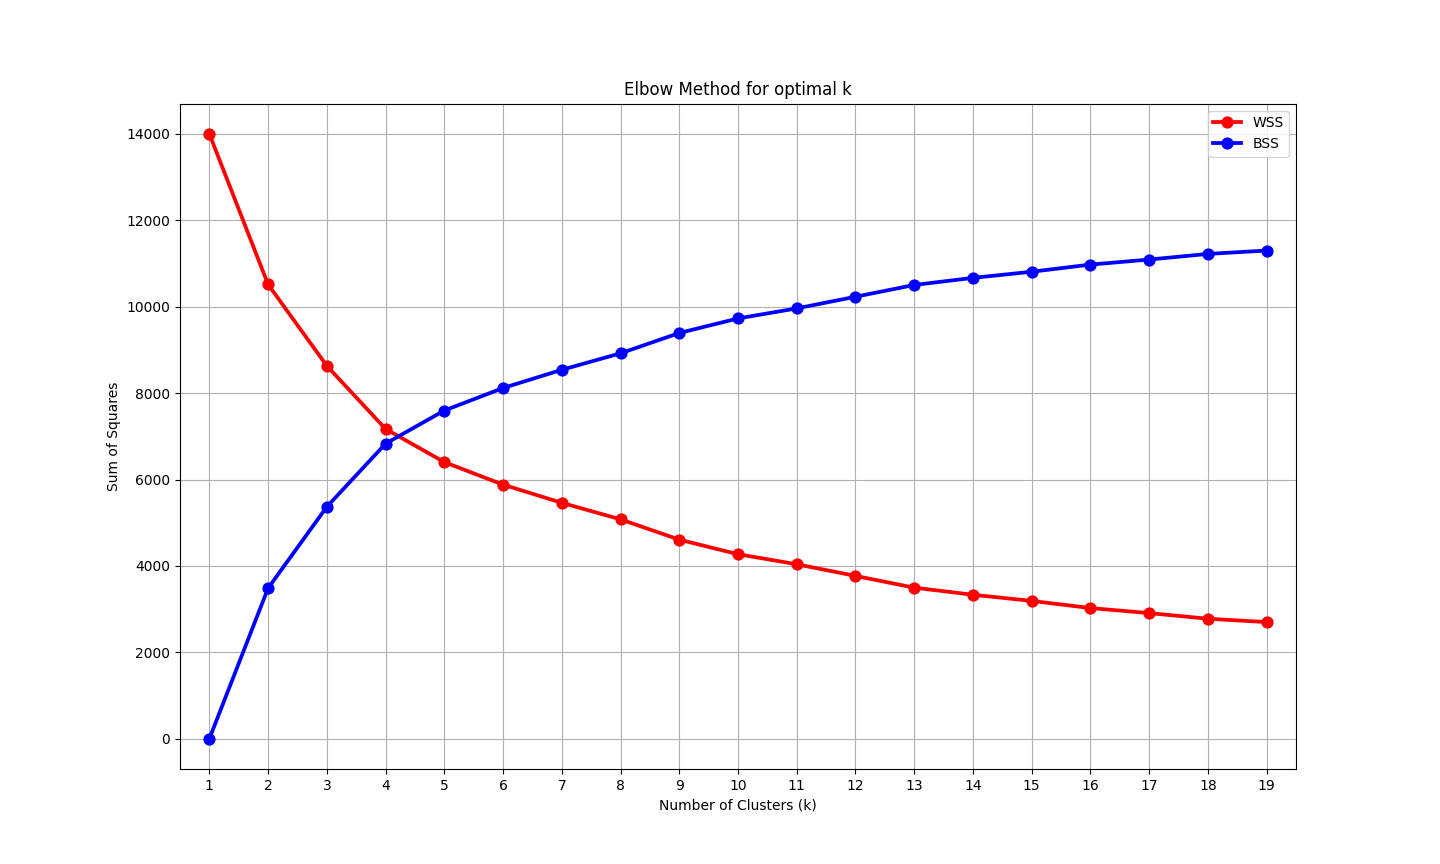 Elbow Method for optimal k
WSS
BSS
Sum of Squares
14000
12000
10000
8000
6000
4000
2000
0
1 2 3 4 5 6 7 8 9 10 11 12 13 14 15 16 17 18 19
Number of Clusters (k)